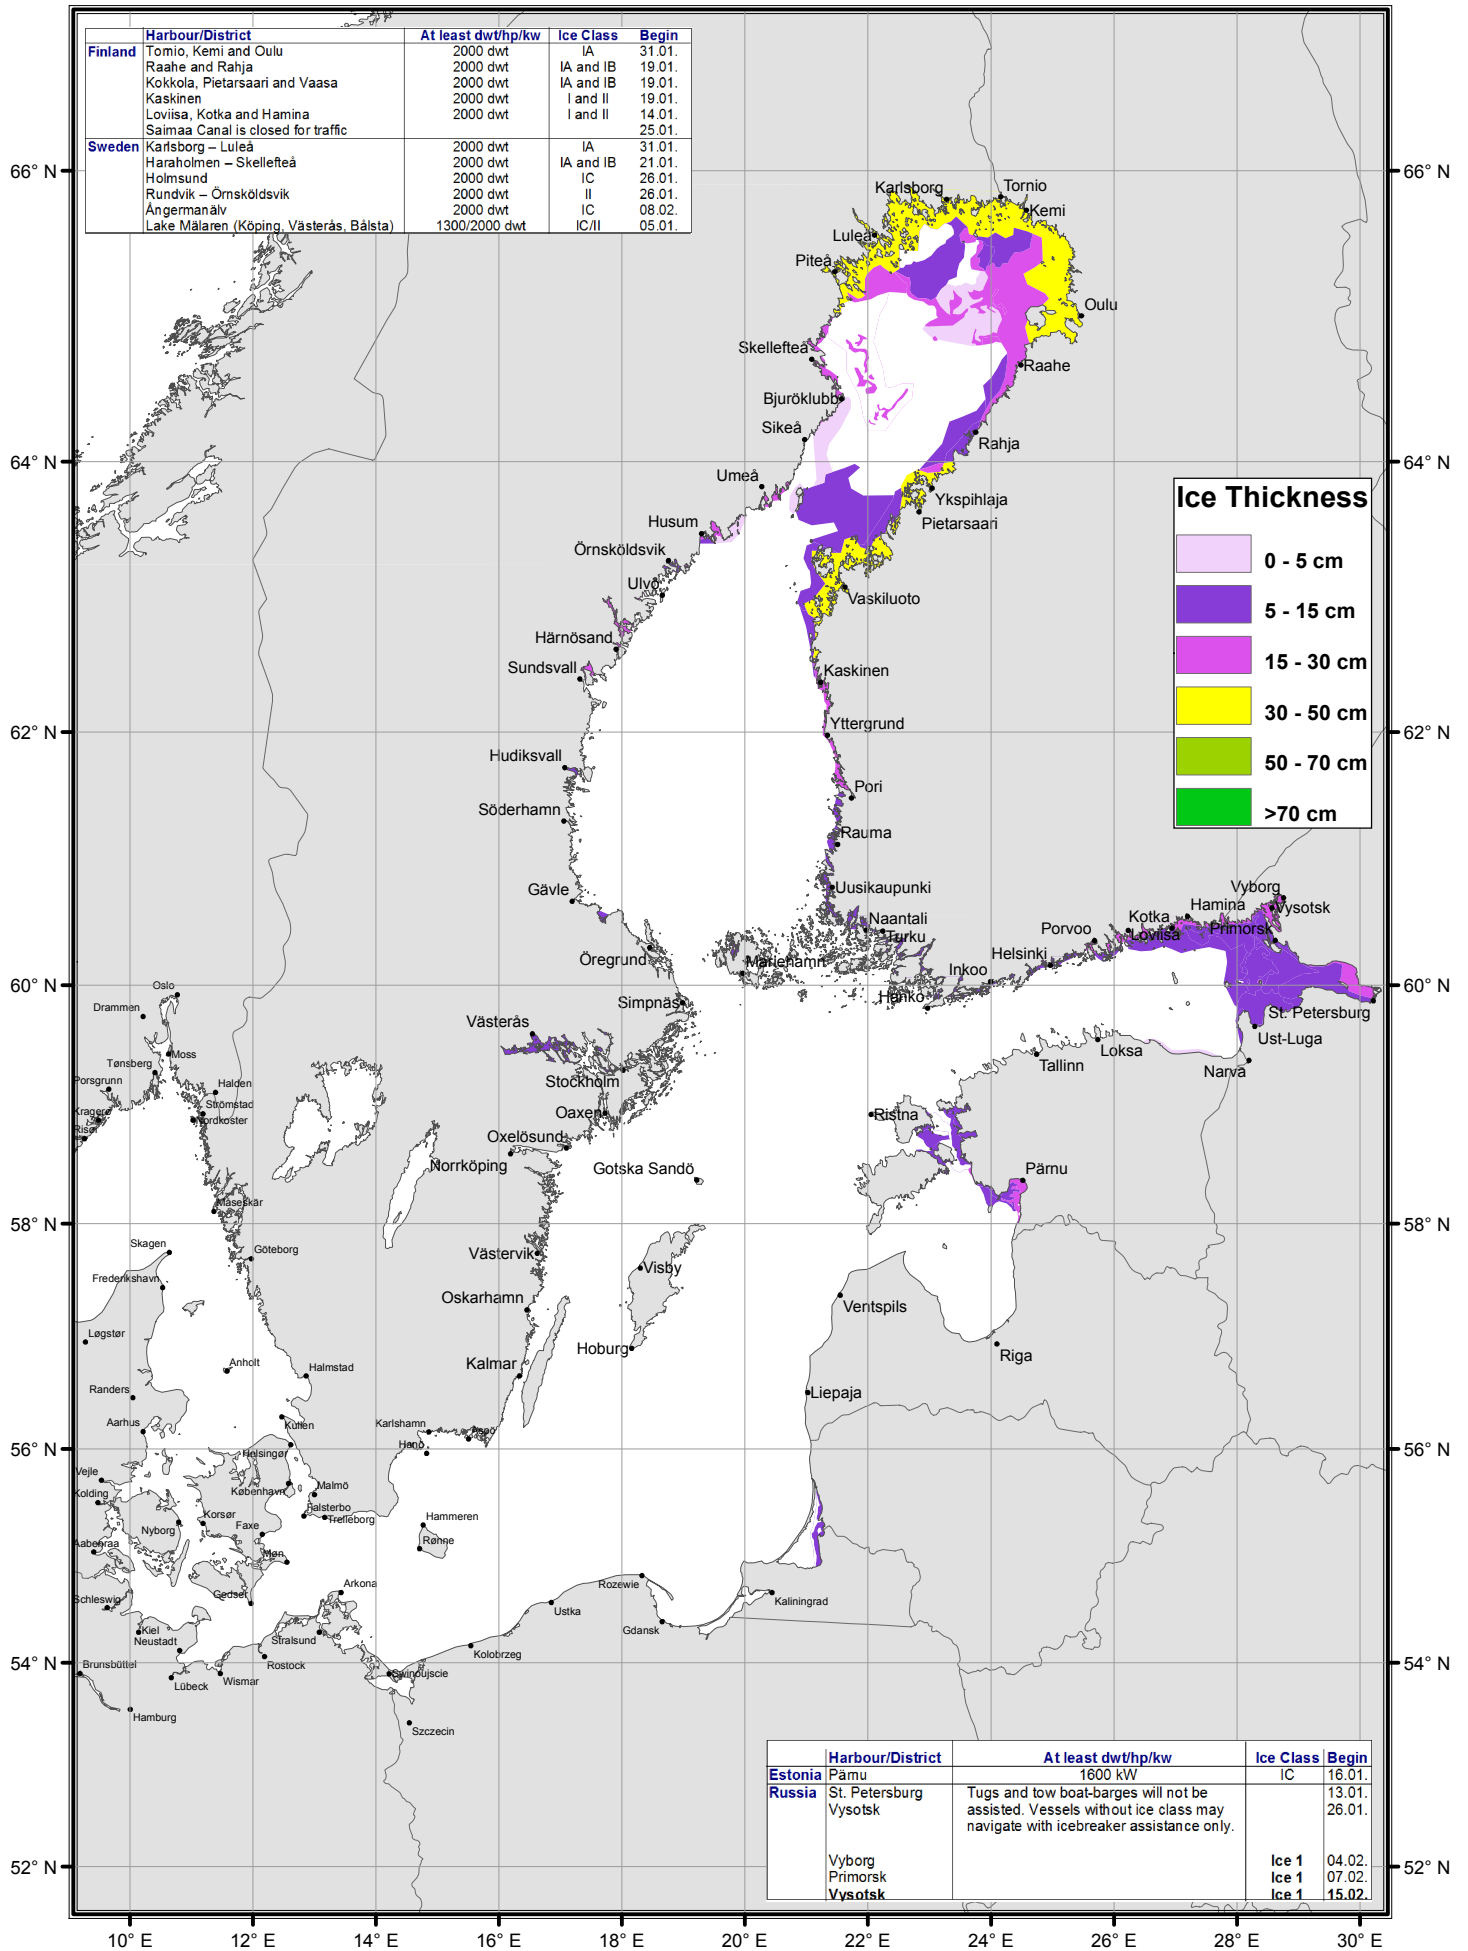 Harbour/District At least dwt/hp/kw Ice Class Begin
Finland Tornio, Kemi and Oulu 2000 dwt IA 31.01.
Raahe and Rahja 2000 dwt IA and IB 19.01.
Kokkola, Pietarsaari and Vaasa 2000 dwt IA and IB 19.01.
Kaskinen 2000 dwt I and II 19.01.
Loviisa, Kotka and Hamina 2000 dwt I and II 14.01.
Saimaa Canal is closed for traffic 25.01.
Sweden Karlsborg – Luleå 2000 dwt IA 31.01.
Haraholmen – Skellefteå 2000 dwt IA and IB 21.01.
Holmsund 2000 dwt IC 26.01.
Rundvik – Örnsköldsvik 2000 dwt II 26.01.
Ångermanälv 2000 dwt IC 08.02.
Lake Mälaren (Köping, Västerås, Bålsta) 1300/2000 dwt IC/II 05.01.
66° N 66° N
Karlsborg Tornio
Kemi
Luleå
Piteå
Oulu
Skellefteå
Raahe
Bjuröklubb
Sikeå
Rahja
64° N 64° N
Umeå
Ykspihlaja
Pietarsaari
Husum
Örnsköldsvik
Ulvö
Vaskiluoto
Härnösand
Sundsvall
Kaskinen
Yttergrund
62° N 62° N
Hudiksvall
Pori
Söderhamn
Rauma
Gävle
Uusikaupunki
Naantali
Turku
Öregrund
Mariehamn
Simpnäs
Hanko
Inkoo
Helsinki
Porvoo
Loviisa
Kotka
Hamina
Vyborg
Vysotsk
Primorsk
60° N 60° N
St. Petersburg
Ust-Luga
Narva
Loksa
Tallinn
Ice Thickness
0 - 5 cm
5 - 15 cm
15 - 30 cm
30 - 50 cm
50 - 70 cm
>70 cm
Oslo
Drammen
Moss
Tønsberg
Porsgrunn
Halden
Strömstad
Kragerø
Nordkoster
Risør
Västerås
Stockholm
Oaxen
Oxelösund
Norrköping
Gotska Sandö
Ristna
Pärnu
Måseskär
58° N 58° N
Skagen
Göteborg
Frederikshavn
Västervik
Visby
Oskarhamn
Ventspils
Løgstør
Hoburg
Riga
Anholt
Halmstad
Kalmar
Randers
Liepaja
Aarhus
Kullen
Karlshamn
Aspö
Hanö
56° N 56° N
Helsingør
Vejle
København
Malmö
Kolding
Falsterbo
Trelleborg
Korsør
Nyborg
Faxe
Hammeren
Rønne
Aabenraa
Møn
Schleswig
Gedser
Arkona
Rozewie
Kaliningrad
Ustka
Gdansk
Kiel
Neustadt
Stralsund
Kolobrzeg
54° N 54° N
Brunsbüttel
Rostock
Swinoujscie
Lübeck
Wismar
Hamburg
Szczecin
Harbour/District At least dwt/hp/kw Ice Class Begin
Estonia Pärnu 1600 kW IC 16.01.
Russia St. Petersburg Tugs and tow boat-barges will not be 13.01.
Vysotsk assisted. Vessels without ice class may 26.01.
navigate with icebreaker assistance only.
Vyborg Ice 1 04.02.
Primorsk Ice 1 07.02.
Vysotsk Ice 1 15.02.
52° N 52° N
10° E 12° E 14° E 16° E 18° E 20° E 22° E 24° E 26° E 28° E 30° E